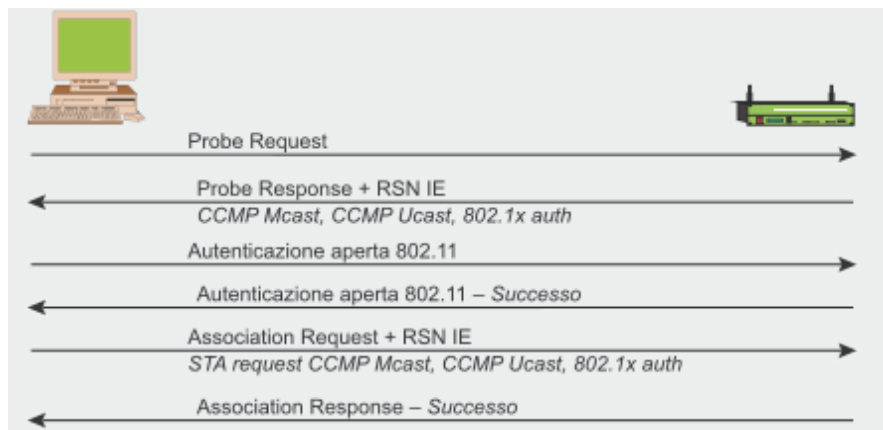 Probe Request
Probe Response + RSN IE
CCMP Mcast, CCMP Ucast, 802.1x auth
Autenticazione aperta 802.11
Autenticazione aperta 802.11 – Successo
Association Request + RSN IE
STA request CCMP Mcast, CCMP Ucast, 802.1x auth
Association Response – Successo